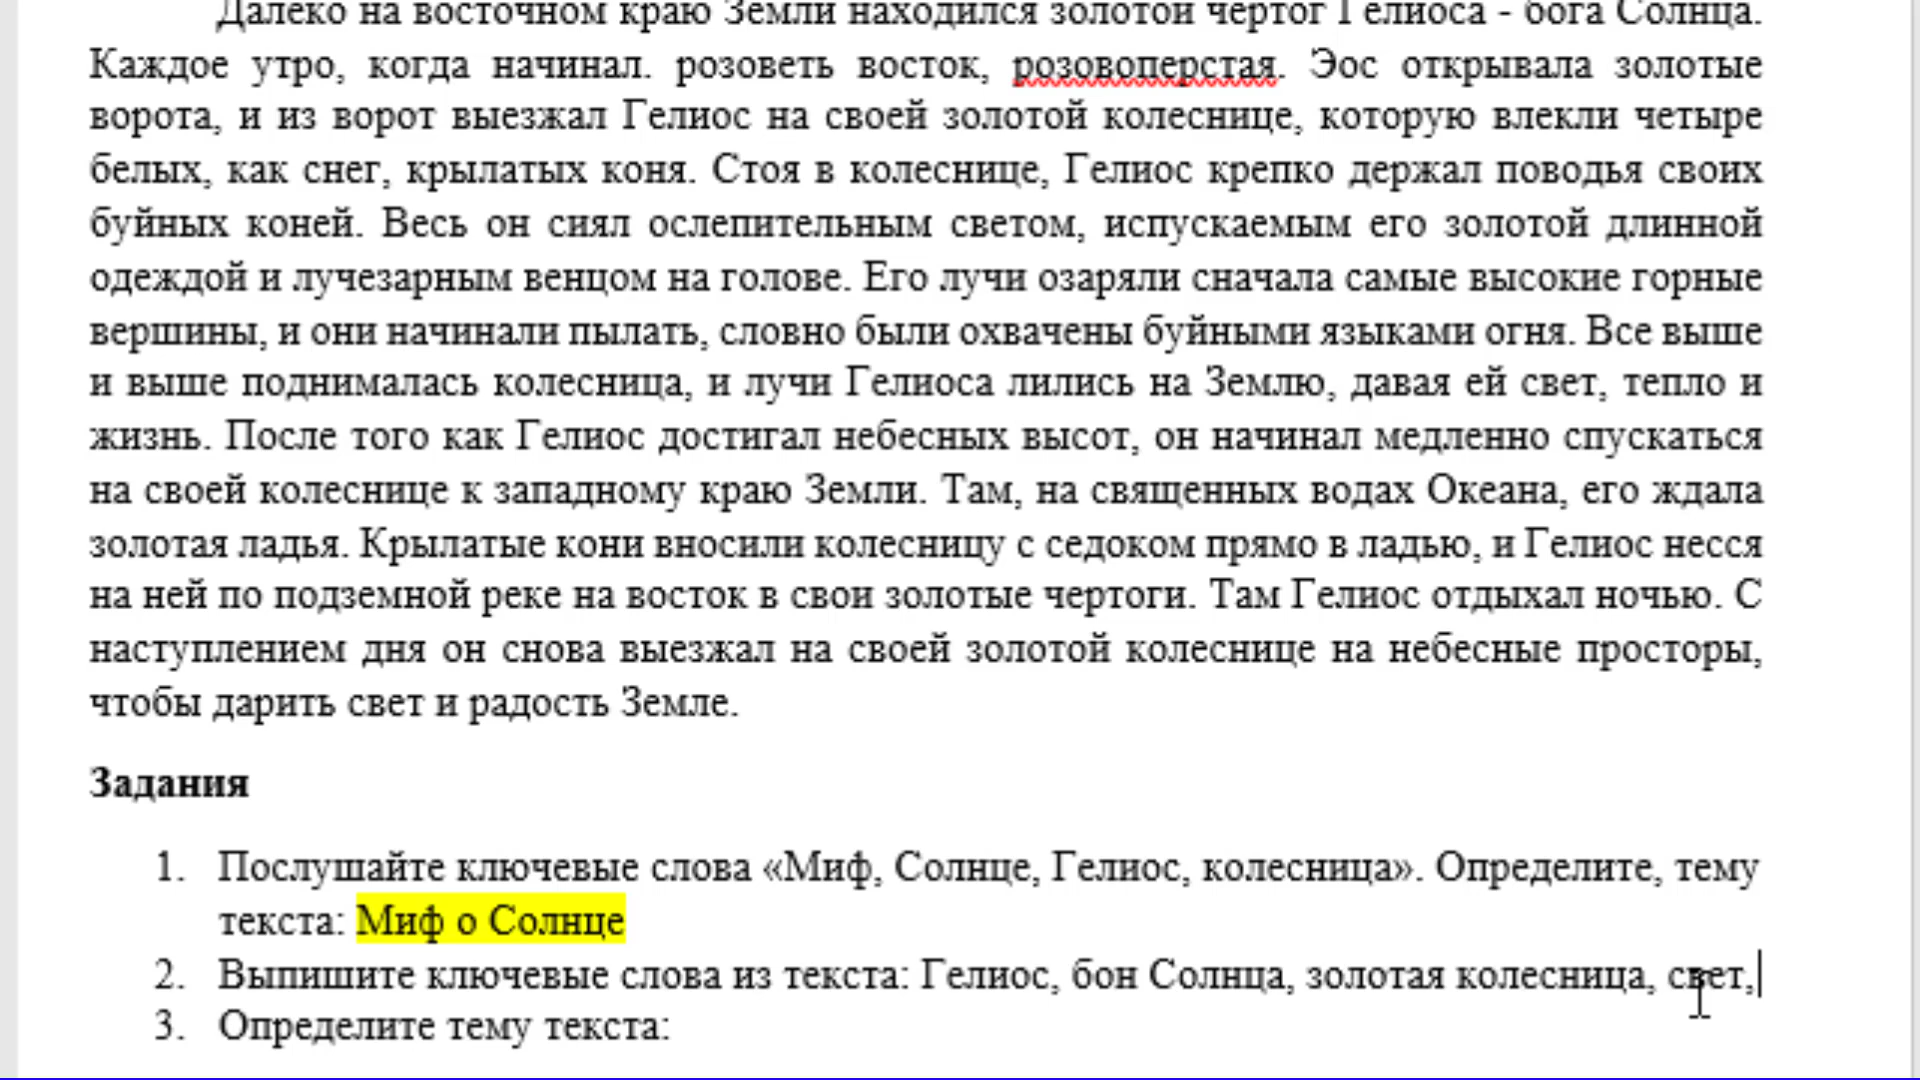 Далеко на восточном краю Земли находился золотой чертог Гелиоса - бога Солнца.
Каждое утро, когда начинал. розоветь восток, розовоперстая. Эос открывала золотые
ворота, и из ворот выезжал Гелиос на своей золотой колеснице, которую влекли четыре
белых, как снег, крылатых коня. Стоя в колеснице, Гелиос крепко держал поводья своих
буйных коней. Весь он сиял ослепительным светом, испускаемым его золотой длинной
одеждой и лучезарным венцом на голове. Его лучи озаряли сначала самые высокие горные
вершины, и они начинали пылать, словно были охвачены буйными языками огня. Все выше
и выше поднималась колесница, и лучи Гелиоса лились на Землю, давая ей свет, тепло и
жизнь. После того как Гелиос достигал небесных высот, он начинал медленно спускаться
на своей колеснице к западному краю Земли. Там, на священных водах Океана, его ждала
золотая ладья. Крылатые кони вносили колесницу с седоком прямо в ладью, и Гелиос несся
на ней по подземной реке на восток в свои золотые чертоги. Там Гелиос отдыхал ночью. С
наступлением дня он снова выезжал на своей золотой колеснице на небесные просторы,
чтобы дарить свет и радость Земле.
Задания
1. Послушайте ключевые слова «Миф, Солнце, Гелиос, колесница». Определите, тему
текста: Миф о Солнце
2. Выпишите ключевые слова из текста: Гелиос, бон Солнца, золотая колесница, свет,
3. Определите тему текста: